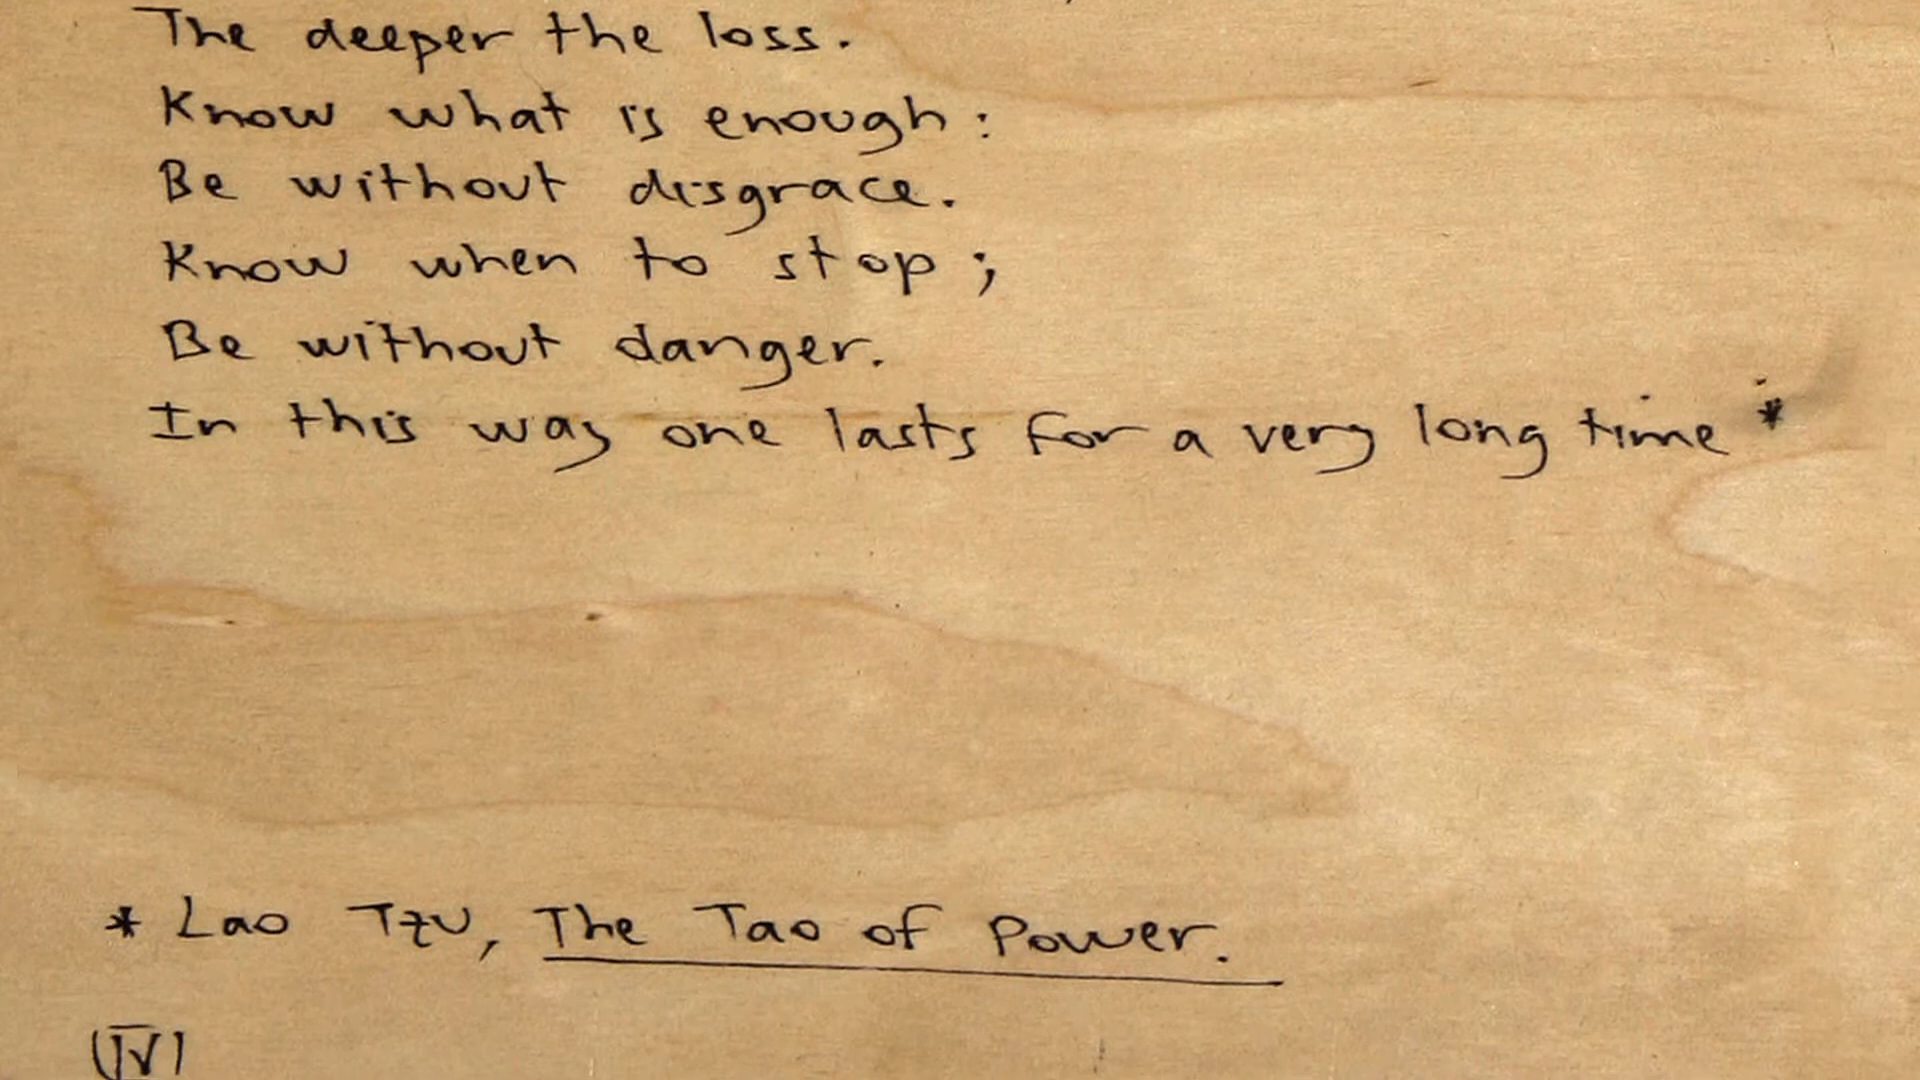 The deeper the loss.
Know what is enough:
Be without disgrace.
Know when to stop;
Be without danger.
In this way one lasts for a very long time *
* Lao Tzu, The Tao of Power.
(IV)